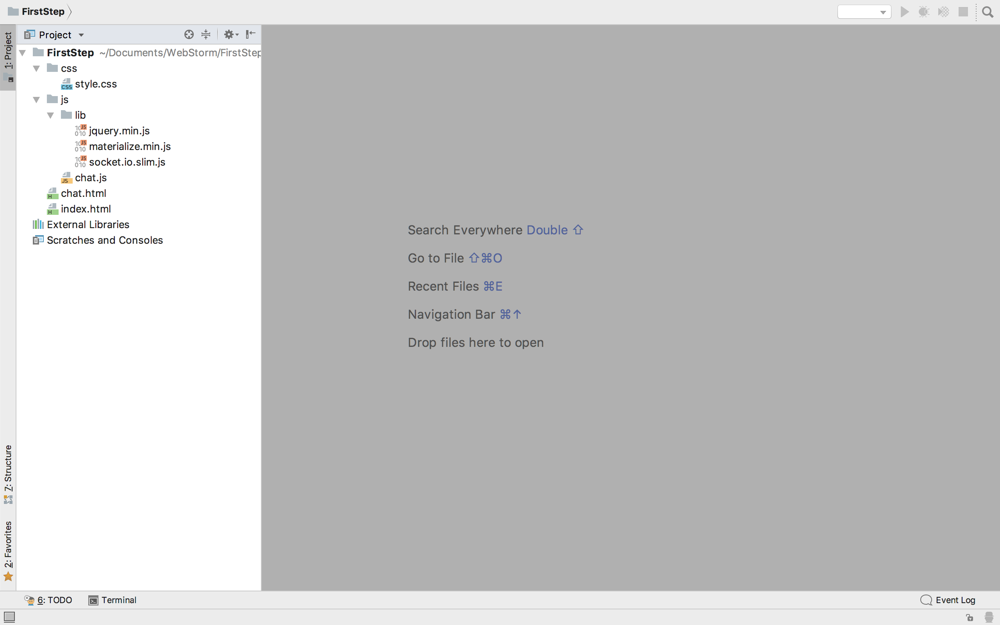 FirstStep
1: Project
Project
FirstStep ~/Documents/WebStorm/FirstStep
css
style.css
js
lib
jquery.min.js
materialize.min.js
socket.io.slim.js
chat.js
chat.html
index.html
External Libraries
Scratches and Consoles
Search Everywhere Double ⇧
Go to File ⇧⌘O
Recent Files ⌘E
Navigation Bar ⌘↑
Drop files here to open
7: Structure
2: Favorites
6: TODO
Terminal
Event Log